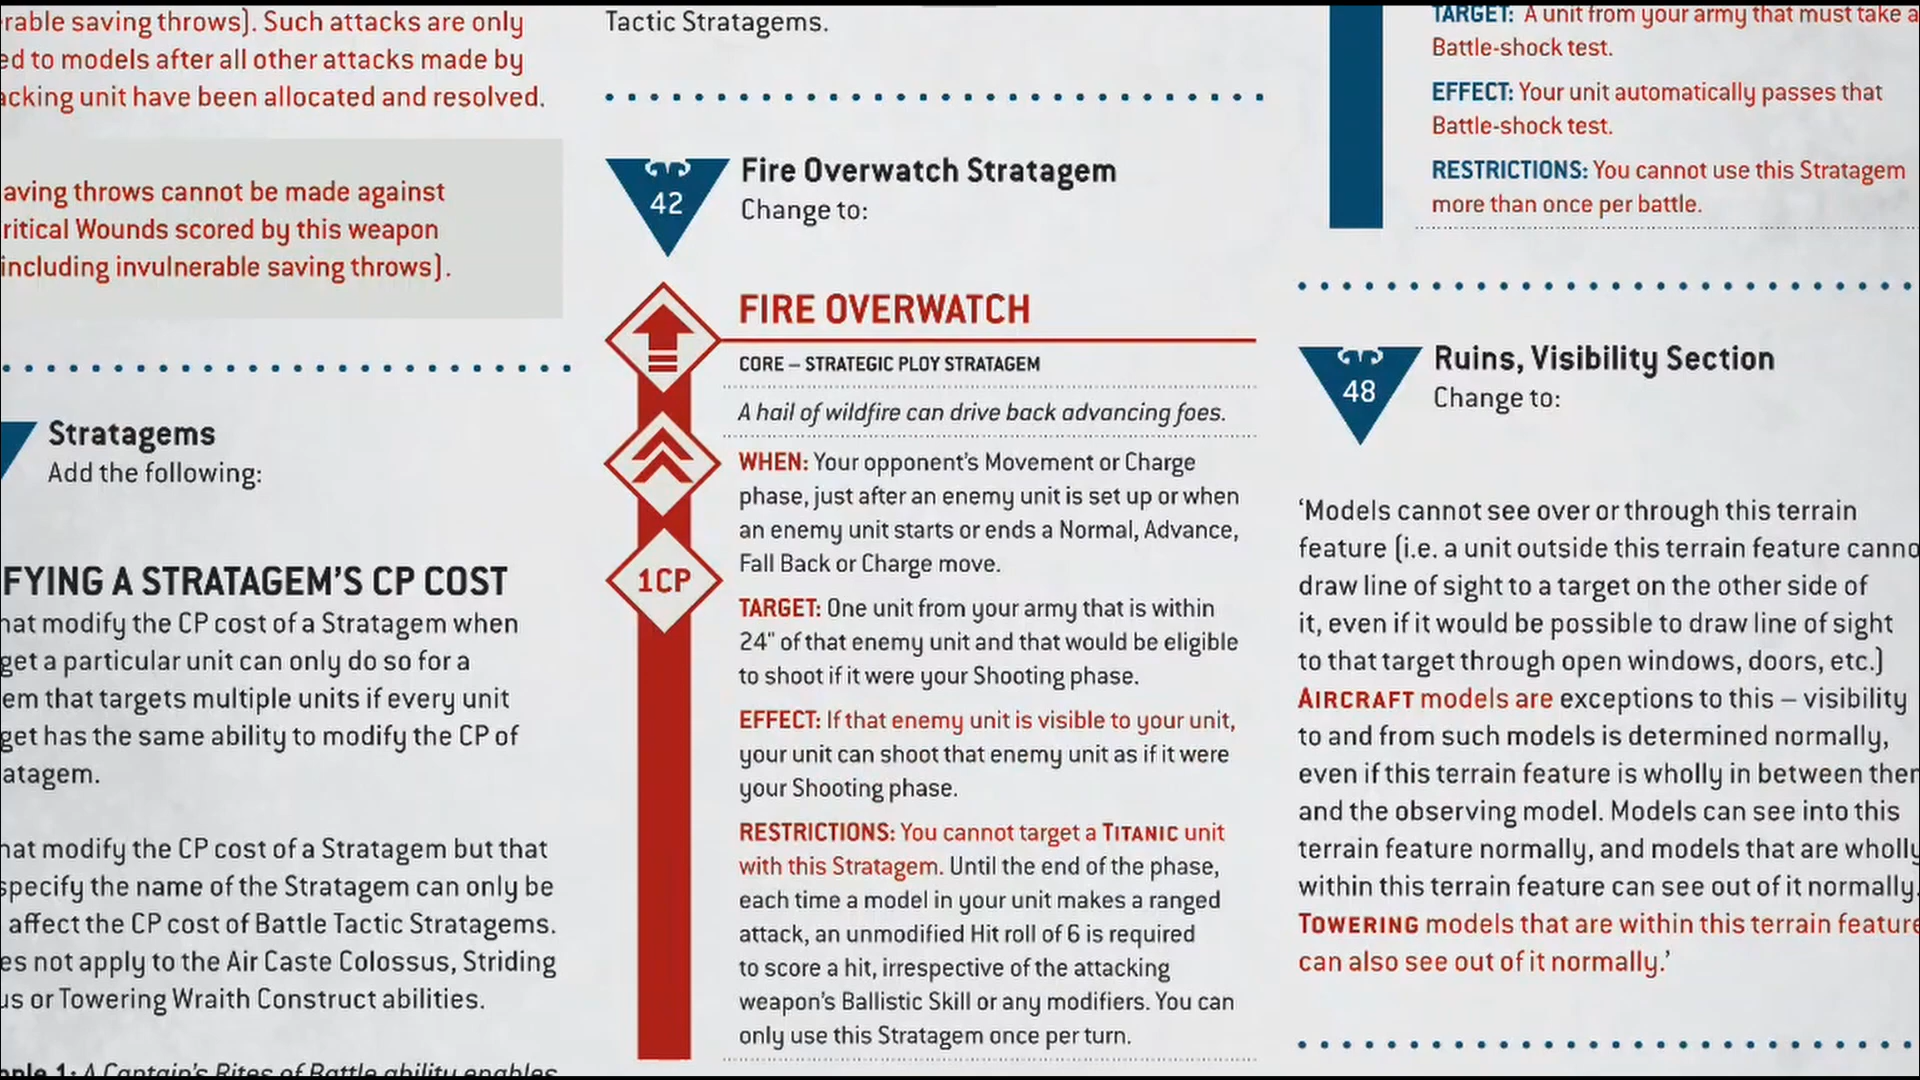 rable saving throws). Such attacks are only
ed to models after all other attacks made by
acking unit have been allocated and resolved.
aving throws cannot be made against
ritical Wounds scored by this weapon
including invulnerable saving throws).
Stratagems
Add the following:
FYING A STRATAGEM'S CP COST
hat modify the CP cost of a Stratagem when
get a particular unit can only do so for a
em that targets multiple units if every unit
get has the same ability to modify the CP of
atagem.
hat modify the CP cost of a Stratagem but that
specify the name of the Stratagem can only be
affect the CP cost of Battle Tactic Stratagems.
es not apply to the Air Caste Colossus, Striding
us or Towering Wraith Construct abilities.
ple 1: A Captain's Rites of Battle ability enables
Tactic Stratagems.
42
Fire Overwatch Stratagem
Change to:
FIRE OVERWATCH
CORE – STRATEGIC PLOY STRATAGEM
A hail of wildfire can drive back advancing foes.
1CP
WHEN: Your opponent's Movement or Charge
phase, just after an enemy unit is set up or when
an enemy unit starts or ends a Normal, Advance,
Fall Back or Charge move.
TARGET: One unit from your army that is within
24" of that enemy unit and that would be eligible
to shoot if it were your Shooting phase.
EFFECT: If that enemy unit is visible to your unit,
your unit can shoot that enemy unit as if it were
your Shooting phase.
RESTRICTIONS: You cannot target a TITANIC unit
with this Stratagem. Until the end of the phase,
each time a model in your unit makes a ranged
attack, an unmodified Hit roll of 6 is required
to score a hit, irrespective of the attacking
weapon's Ballistic Skill or any modifiers. You can
only use this Stratagem once per turn.
TARGET: A unit from your army that must take a
Battle-shock test.
EFFECT: Your unit automatically passes that
Battle-shock test.
RESTRICTIONS: You cannot use this Stratagem
more than once per battle.
48
Ruins, Visibility Section
Change to:
'Models cannot see over or through this terrain
feature (i.e. a unit outside this terrain feature canno
draw line of sight to a target on the other side of
it, even if it would be possible to draw line of sight
to that target through open windows, doors, etc.)
AIRCRAFT models are exceptions to this – visibility
to and from such models is determined normally,
even if this terrain feature is wholly in between ther
and the observing model. Models can see into this
terrain feature normally, and models that are wholly
within this terrain feature can see out of it normally.
TOWERING models that are within this terrain feature
can also see out of it normally.'